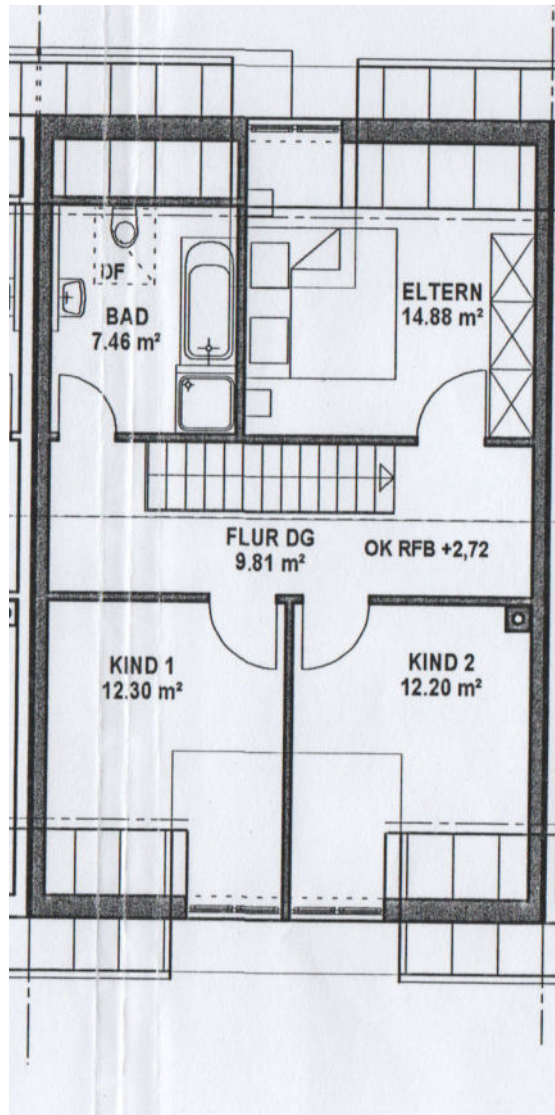 DF
BAD
7.46 m²
ELTERN
14.88 m²
FLUR DG
9.81 m²
OK RFB +2,72
KIND 1
12.30 m²
KIND 2
12.20 m²